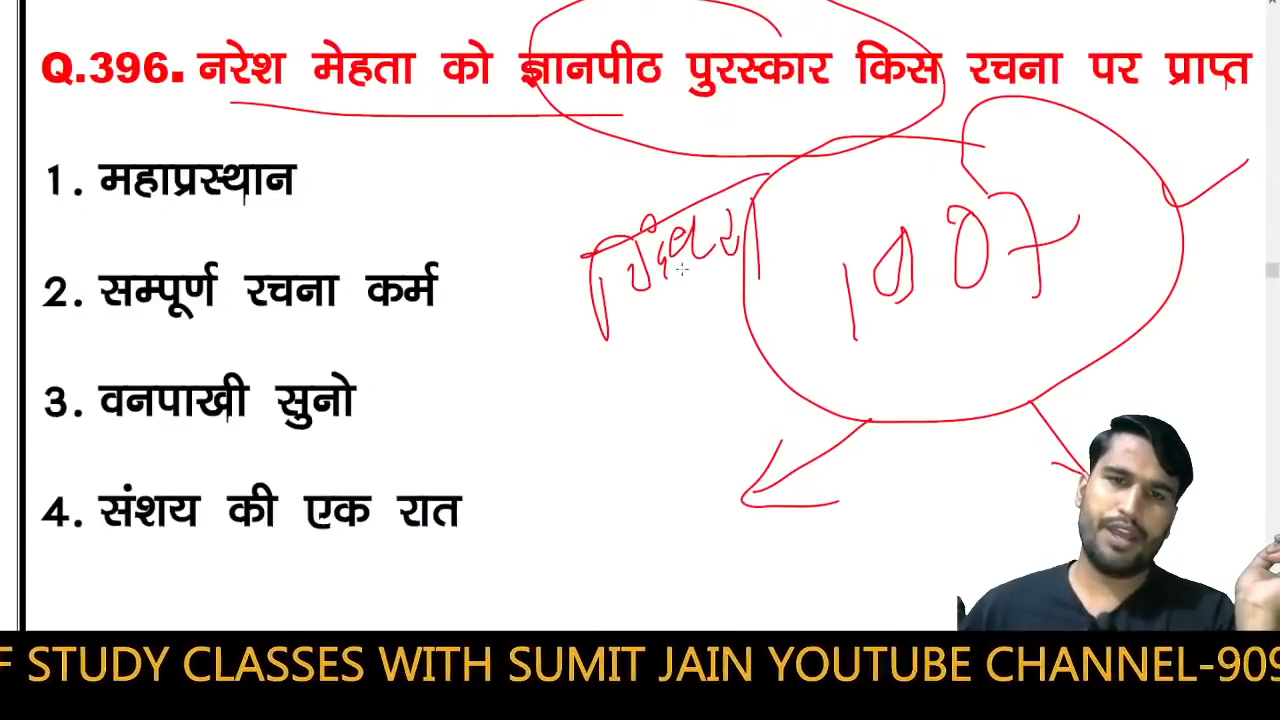 Q.396. नरेश मेहता को ज्ञानपीठ पुरस्कार किस रचना पर प्राप्त
1. महाप्रस्थान
2. सम्पूर्ण रचना कर्म
3. वनपाखी सुनो
4. संशय की एक रात
F STUDY CLASSES WITH SUMIT JAIN YOUTUBE CHANNEL-909